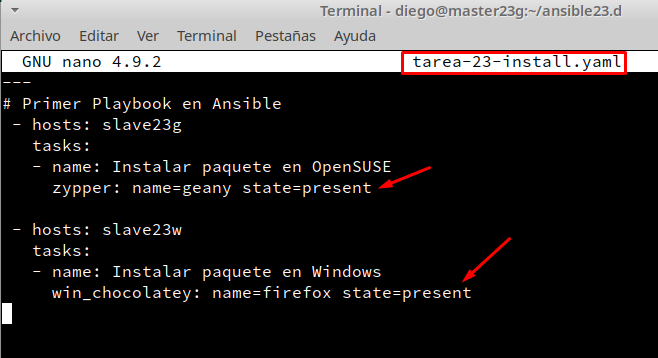 Terminal - diego@master23g:~/ansible23.d
Archivo Editar Ver Terminal Pestañas Ayuda
GNU nano 4.9.2 tarea-23-install.yaml
---
# Primer Playbook en Ansible
- hosts: slave23g
tasks:
- name: Instalar paquete en OpenSUSE
zypper: name=geany state=present
- hosts: slave23w
tasks:
- name: Instalar paquete en Windows
win_chocolatey: name=firefox state=present